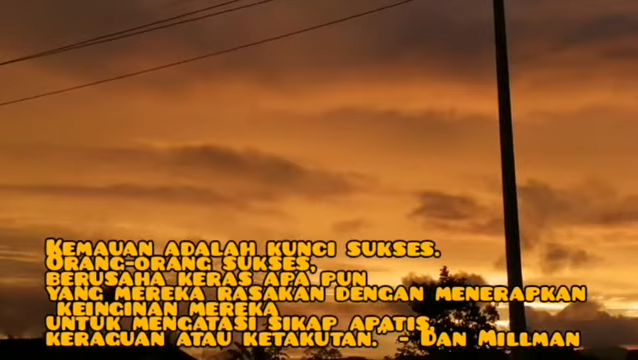 Kemauan adalah kunci sukses.
Orang-orang sukses,
berusaha keras apa pun
yang mereka rasakan dengan menerapkan
keinginan mereka
untuk mengatasi sikap apatis,
keraguan atau ketakutan." - Dan Millman